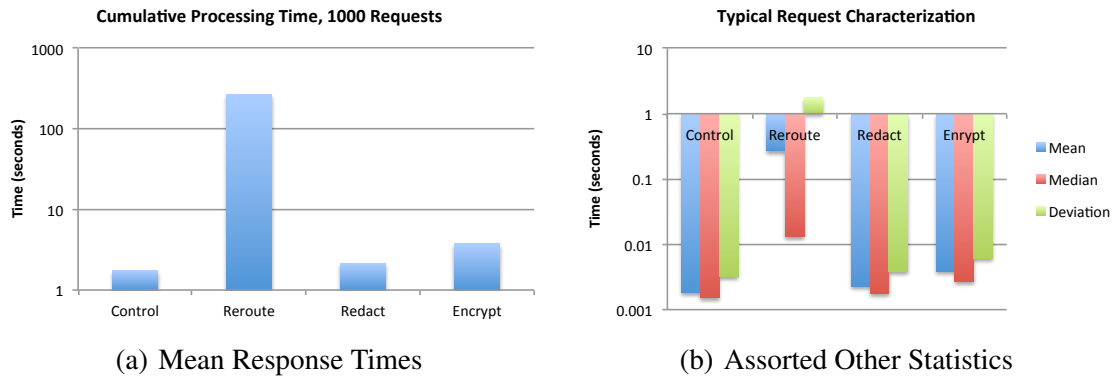 Cumulative Processing Time, 1000 Requests
Time (seconds)
1000
100
10
1
Control
Reroute
Redact
Encrypt
(a) Mean Response Times
Typical Request Characterization
Time (seconds)
10
1
0.1
0.01
0.001
Control
Reroute
Redact
Enrypt
Mean
Median
Deviation
(b) Assorted Other Statistics